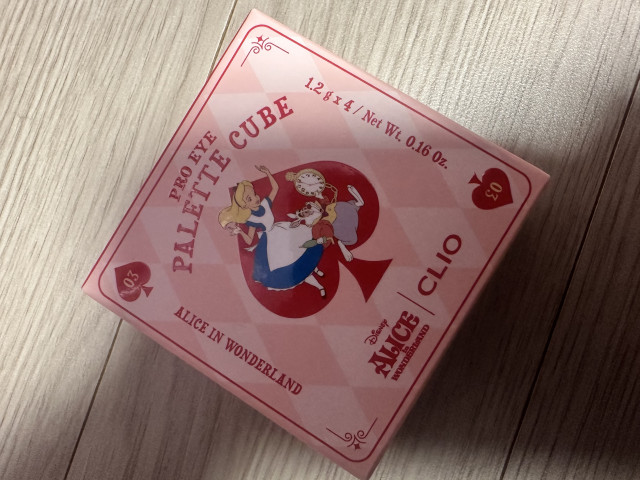 PRO EYE
PALETTE CUBE
1.2 g x 4 / Net Wt. 0.16 Oz.
03
03
ALICE IN WONDERLAND
Disney
ALICE
IN
WONDERLAND
CLIO